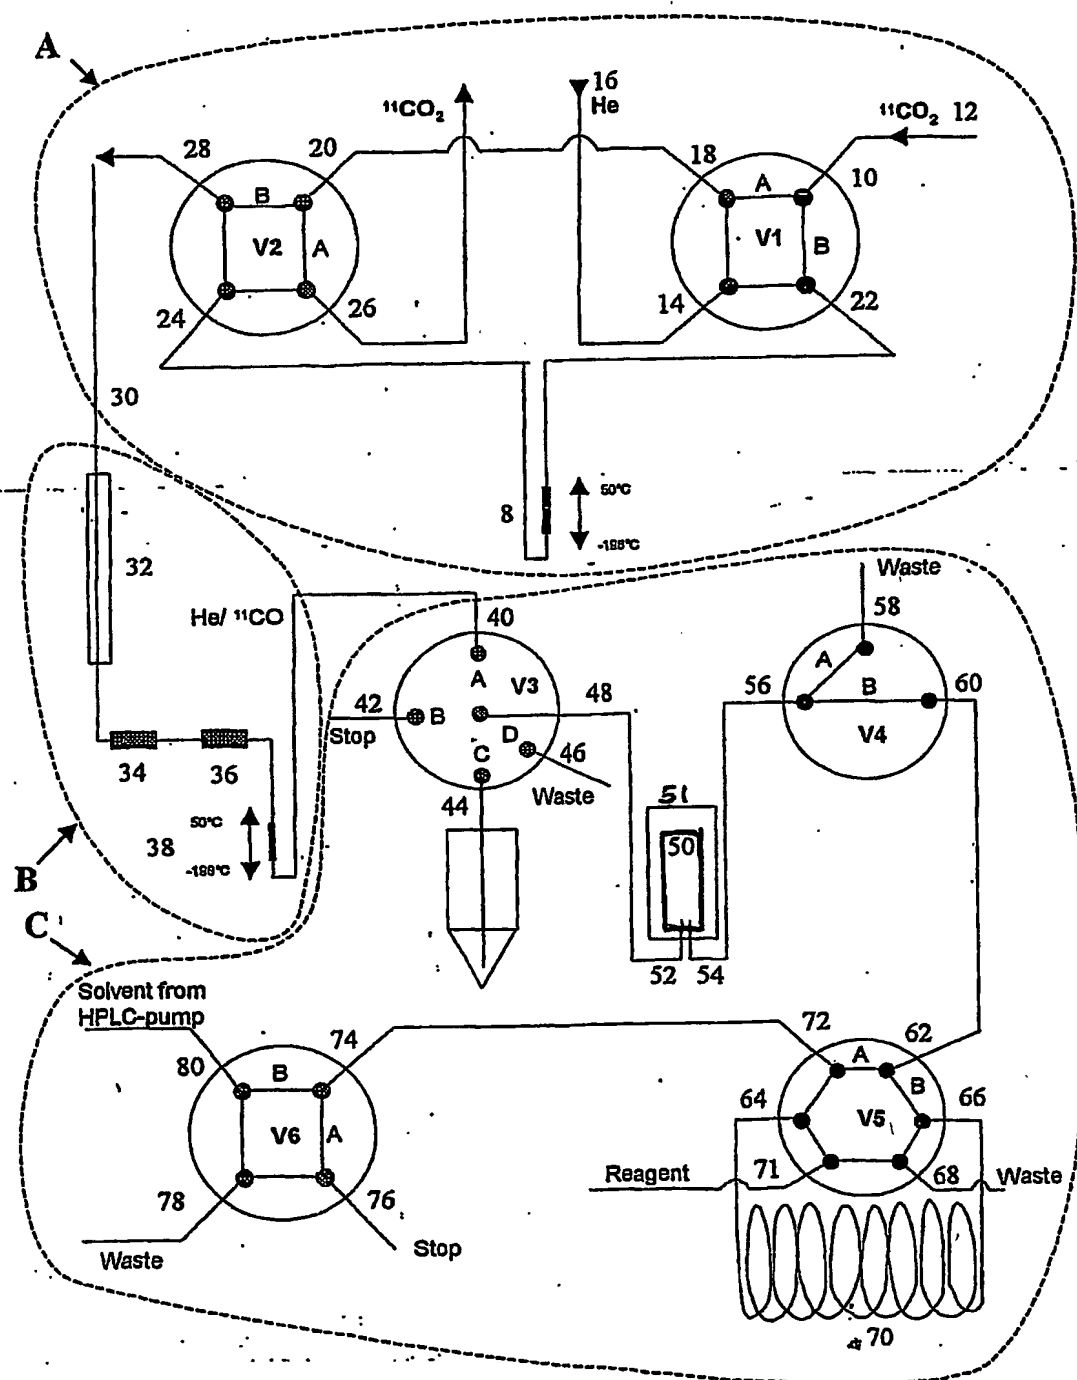 A
¹¹CO₂
16
He
¹¹CO₂ 12
28
20
18
10
B
A
V2
A
V1
B
24
26
14
22
30
8
50°C
32
Waste
He/ ¹¹CO
40
58
A
V3
A
B
42
B
48
56
60
Stop
D
V4
C
46
34
36
44
Waste
51
50°C
50
38
B
C
52
54
Solvent from
HPLC-pump
74
72
62
80
B
A
B
64
66
V6
A
V5
78
76
Reagent
71
68
Waste
Waste
Stop
70